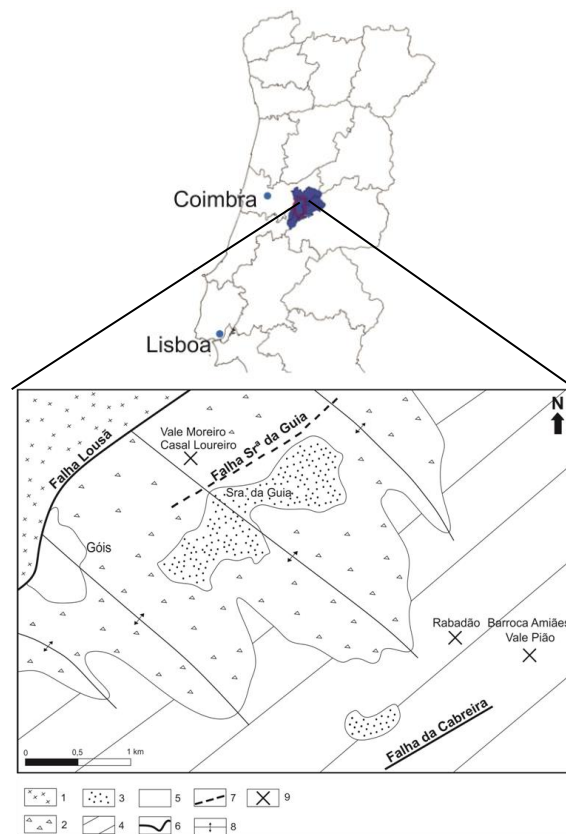 Coimbra
Lisboa
N
Vale Moreiro
Casal Loureiro
Falha Srª da Guia
Falha Lousã
Sra. da Guia
Góis
Rabadão
Barroca Amiães
Vale Pião
Falha da Cabreira
0 0,5 1 km
1 3 5 7 9
2 4 6 8